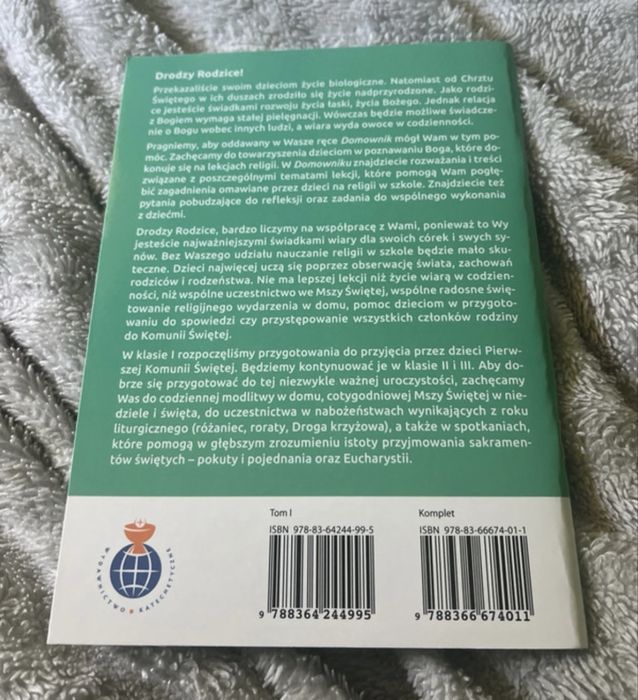 Drodzy Rodzice!
Przekazaliście swoim dzieciom życie biologiczne. Natomiast od Chrztu
Świętego w ich duszach zrodziło się życie nadprzyrodzone. Jako rodzi-
ce jesteście świadkami rozwoju życia łaski, życia Bożego. Jednak relacja
z Bogiem wymaga stałej pielęgnacji. Wówczas będzie możliwe świadcze-
nie o Bogu wobec innych ludzi, a wiara wyda owoce w codzienności.
Pragniemy, aby oddawany w Wasze ręce Domownik mógł Wam w tym po-
móc. Zachęcamy do towarzyszenia dzieciom w poznawaniu Boga, które do-
konuje się na lekcjach religii. W Domowniku znajdziecie rozważania i treści
związane z poszczególnymi tematami lekcji, które pomogą Wam pogłę-
bić zagadnienia omawiane przez dzieci na religii w szkole. Znajdziecie też
pytania pobudzające do refleksji oraz zadania do wspólnego wykonania
z dziećmi.
Drodzy Rodzice, bardzo liczymy na współpracę z Wami, ponieważ to Wy
jesteście najważniejszymi świadkami wiary dla swoich córek i swych sy-
nów. Bez Waszego udziału nauczanie religii w szkole będzie mało sku-
teczne. Dzieci najwięcej uczą się poprzez obserwację świata, zachowań
rodziców i rodzeństwa. Nie ma lepszej lekcji niż życie wiarą w codzien-
ności, niż wspólne uczestnictwo we Mszy Świętej, wspólne radosne świę-
towanie religijnego wydarzenia w domu, pomoc dzieciom w przygoto-
waniu do spowiedzi czy przystępowanie wszystkich członków rodziny
do Komunii Świętej.
W klasie I rozpoczęliśmy przygotowania do przyjęcia przez dzieci Pierw-
szej Komunii Świętej. Będziemy kontynuować je w klasie II i III. Aby do-
brze się przygotować do tej niezwykle ważnej uroczystości, zachęcamy
Was do codziennej modlitwy w domu, cotygodniowej Mszy Świętej w nie-
dziele i święta, do uczestnictwa w nabożeństwach wynikających z roku
liturgicznego (różaniec, roraty, Droga krzyżowa), a także w spotkaniach,
które pomogą w głębszym zrozumieniu istoty przyjmowania sakramen-
tów świętych – pokuty i pojednania oraz Eucharystii.
WYDAWNICTWO KATECHETYCZNE
Tom I
ISBN 978-83-64244-99-5
9 788364 244995
Komplet
ISBN 978-83-66674-01-1
9 788366 674011